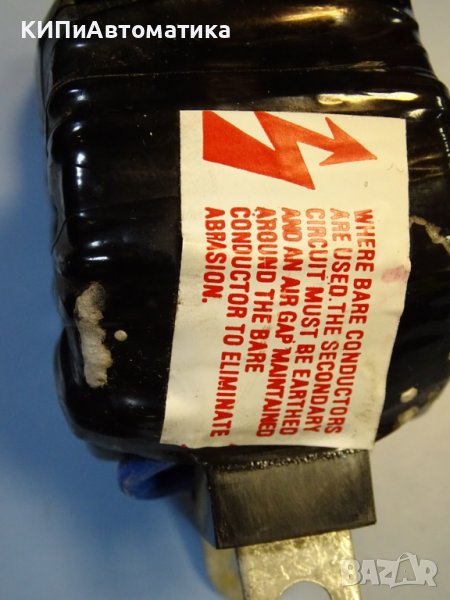 КИПиАвтоматика
WHERE BARE CONDUCTORS
ARE USED. THE SECONDARY
CIRCUIT MUST BE EARTHED
AND AN AIR GAP MAINTAINED
AROUND THE BARE
CONDUCTOR TO ELIMINATE
ABRASION.
BAZAR